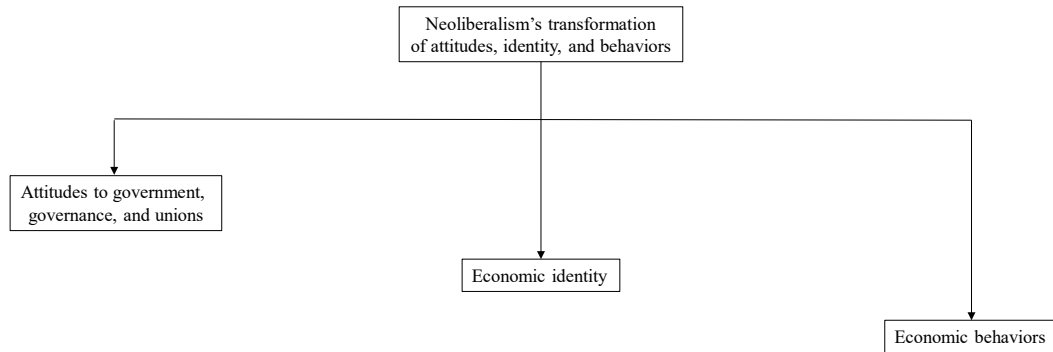 Neoliberalism's transformation
of attitudes, identity, and behaviors
Attitudes to government,
governance, and unions
Economic identity
Economic behaviors